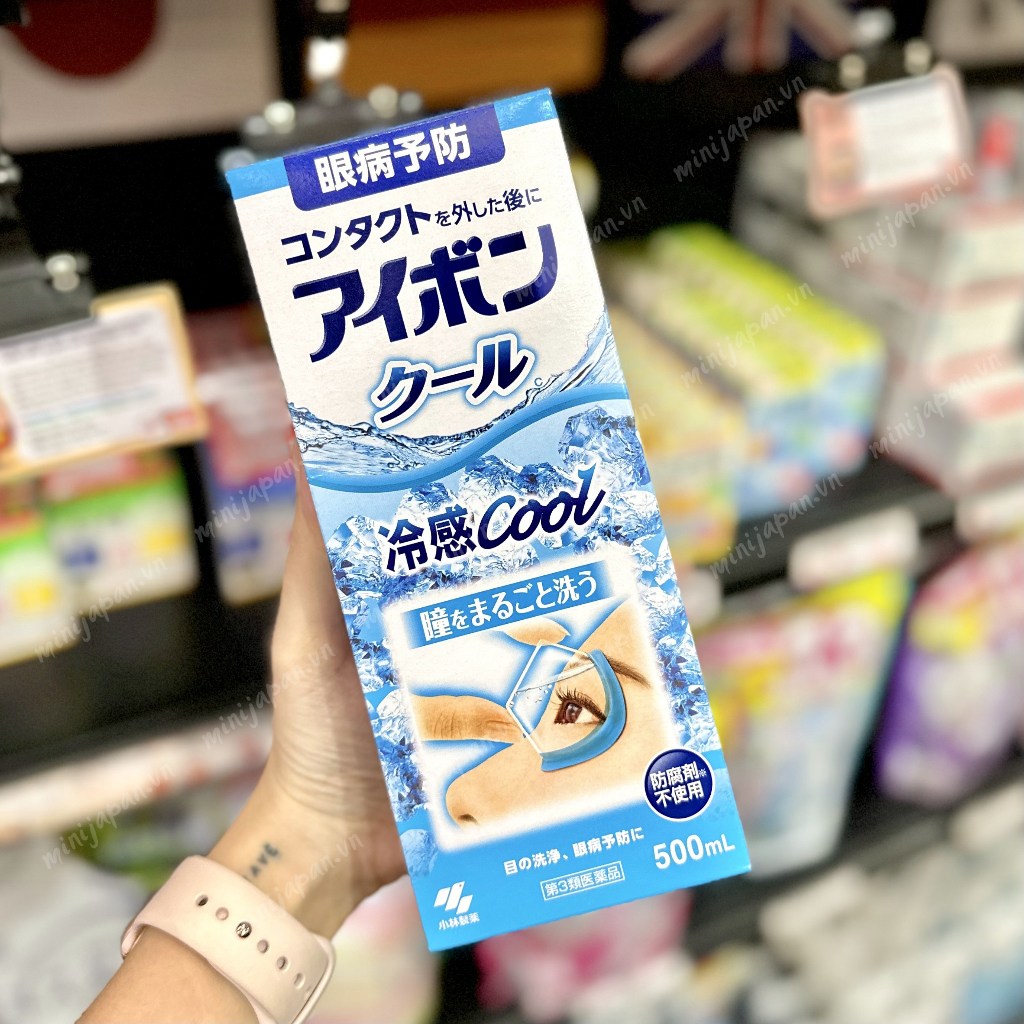 眼病予防
コンタクトを外した後に
アイボン
クール
冷感Cool
瞳をまるごと洗う
防腐剤※
不使用
目の洗浄、眼病予防に
500mL
第3類医薬品
小林製薬
minijapan.vn